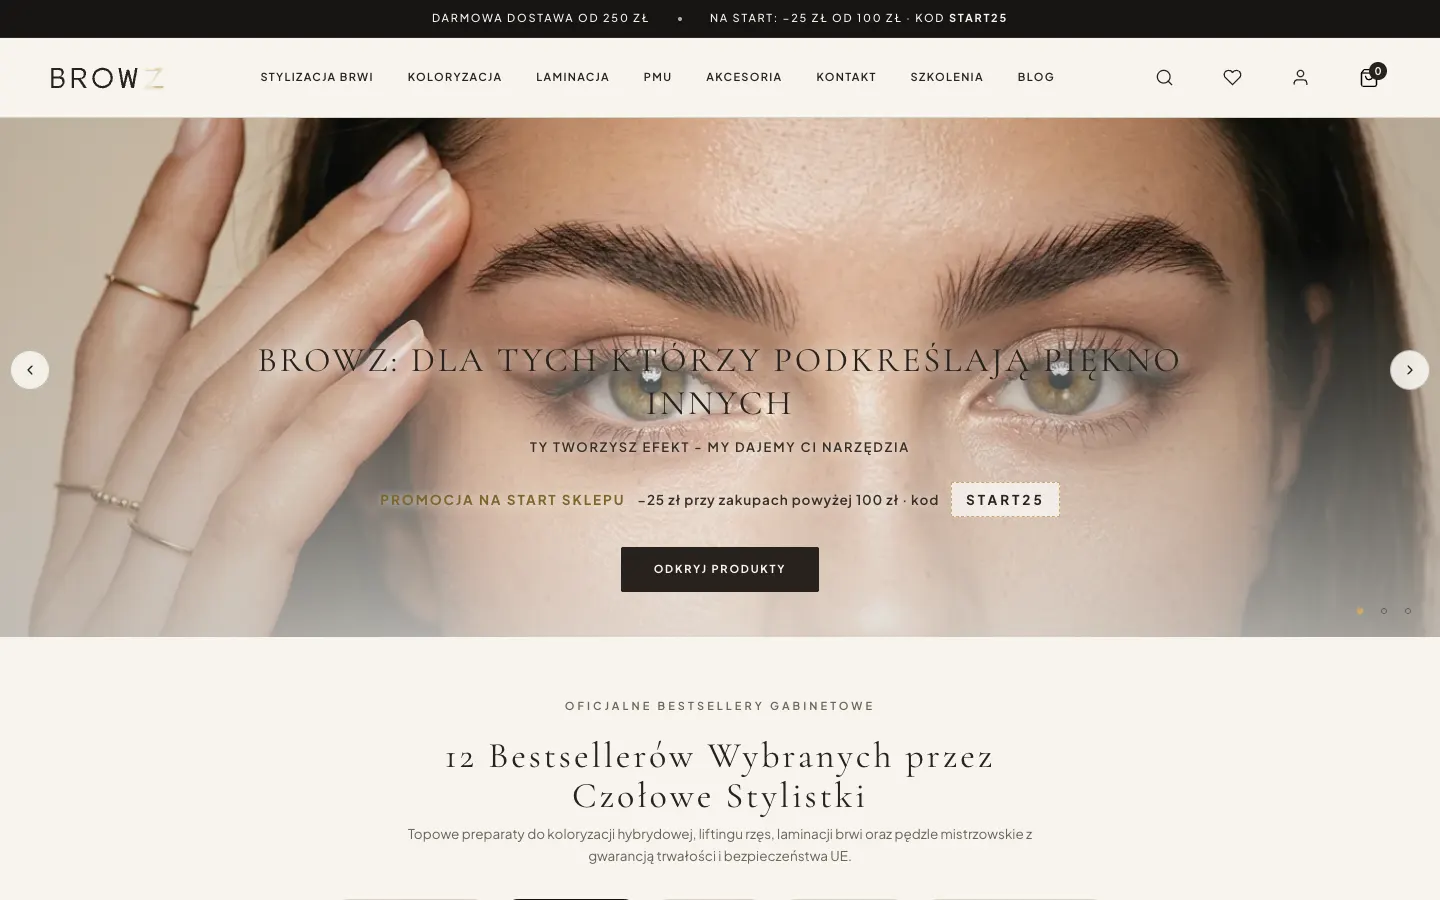 DARMOWA DOSTAWA OD 250 ZŁ • NA START: −25 ZŁ OD 100 ZŁ · KOD START25
BROWZ
STYLIZACJA BRWI KOLORYZACJA LAMINACJA PMU AKCESORIA KONTAKT SZKOLENIA BLOG
0
BROWZ: DLA TYCH KTÓRZY PODKREŚLAJĄ PIĘKNO
INNYCH
TY TWORZYSZ EFEKT – MY DAJEMY CI NARZĘDZIA
PROMOCJA NA START SKLEPU −25 zł przy zakupach powyżej 100 zł · kod START25
ODKRYJ PRODUKTY
OFICJALNE BESTSELLERY GABINETOWE
12 Bestsellerów Wybranych przez
Czołowe Stylistki
Topowe preparaty do koloryzacji hybrydowej, liftingu rzęs, laminacji brwi oraz pędzle mistrzowskie z
gwarancją trwałości i bezpieczeństwa UE.